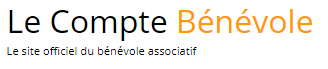 Le Compte Bénévole
Le site officiel du bénévole associatif